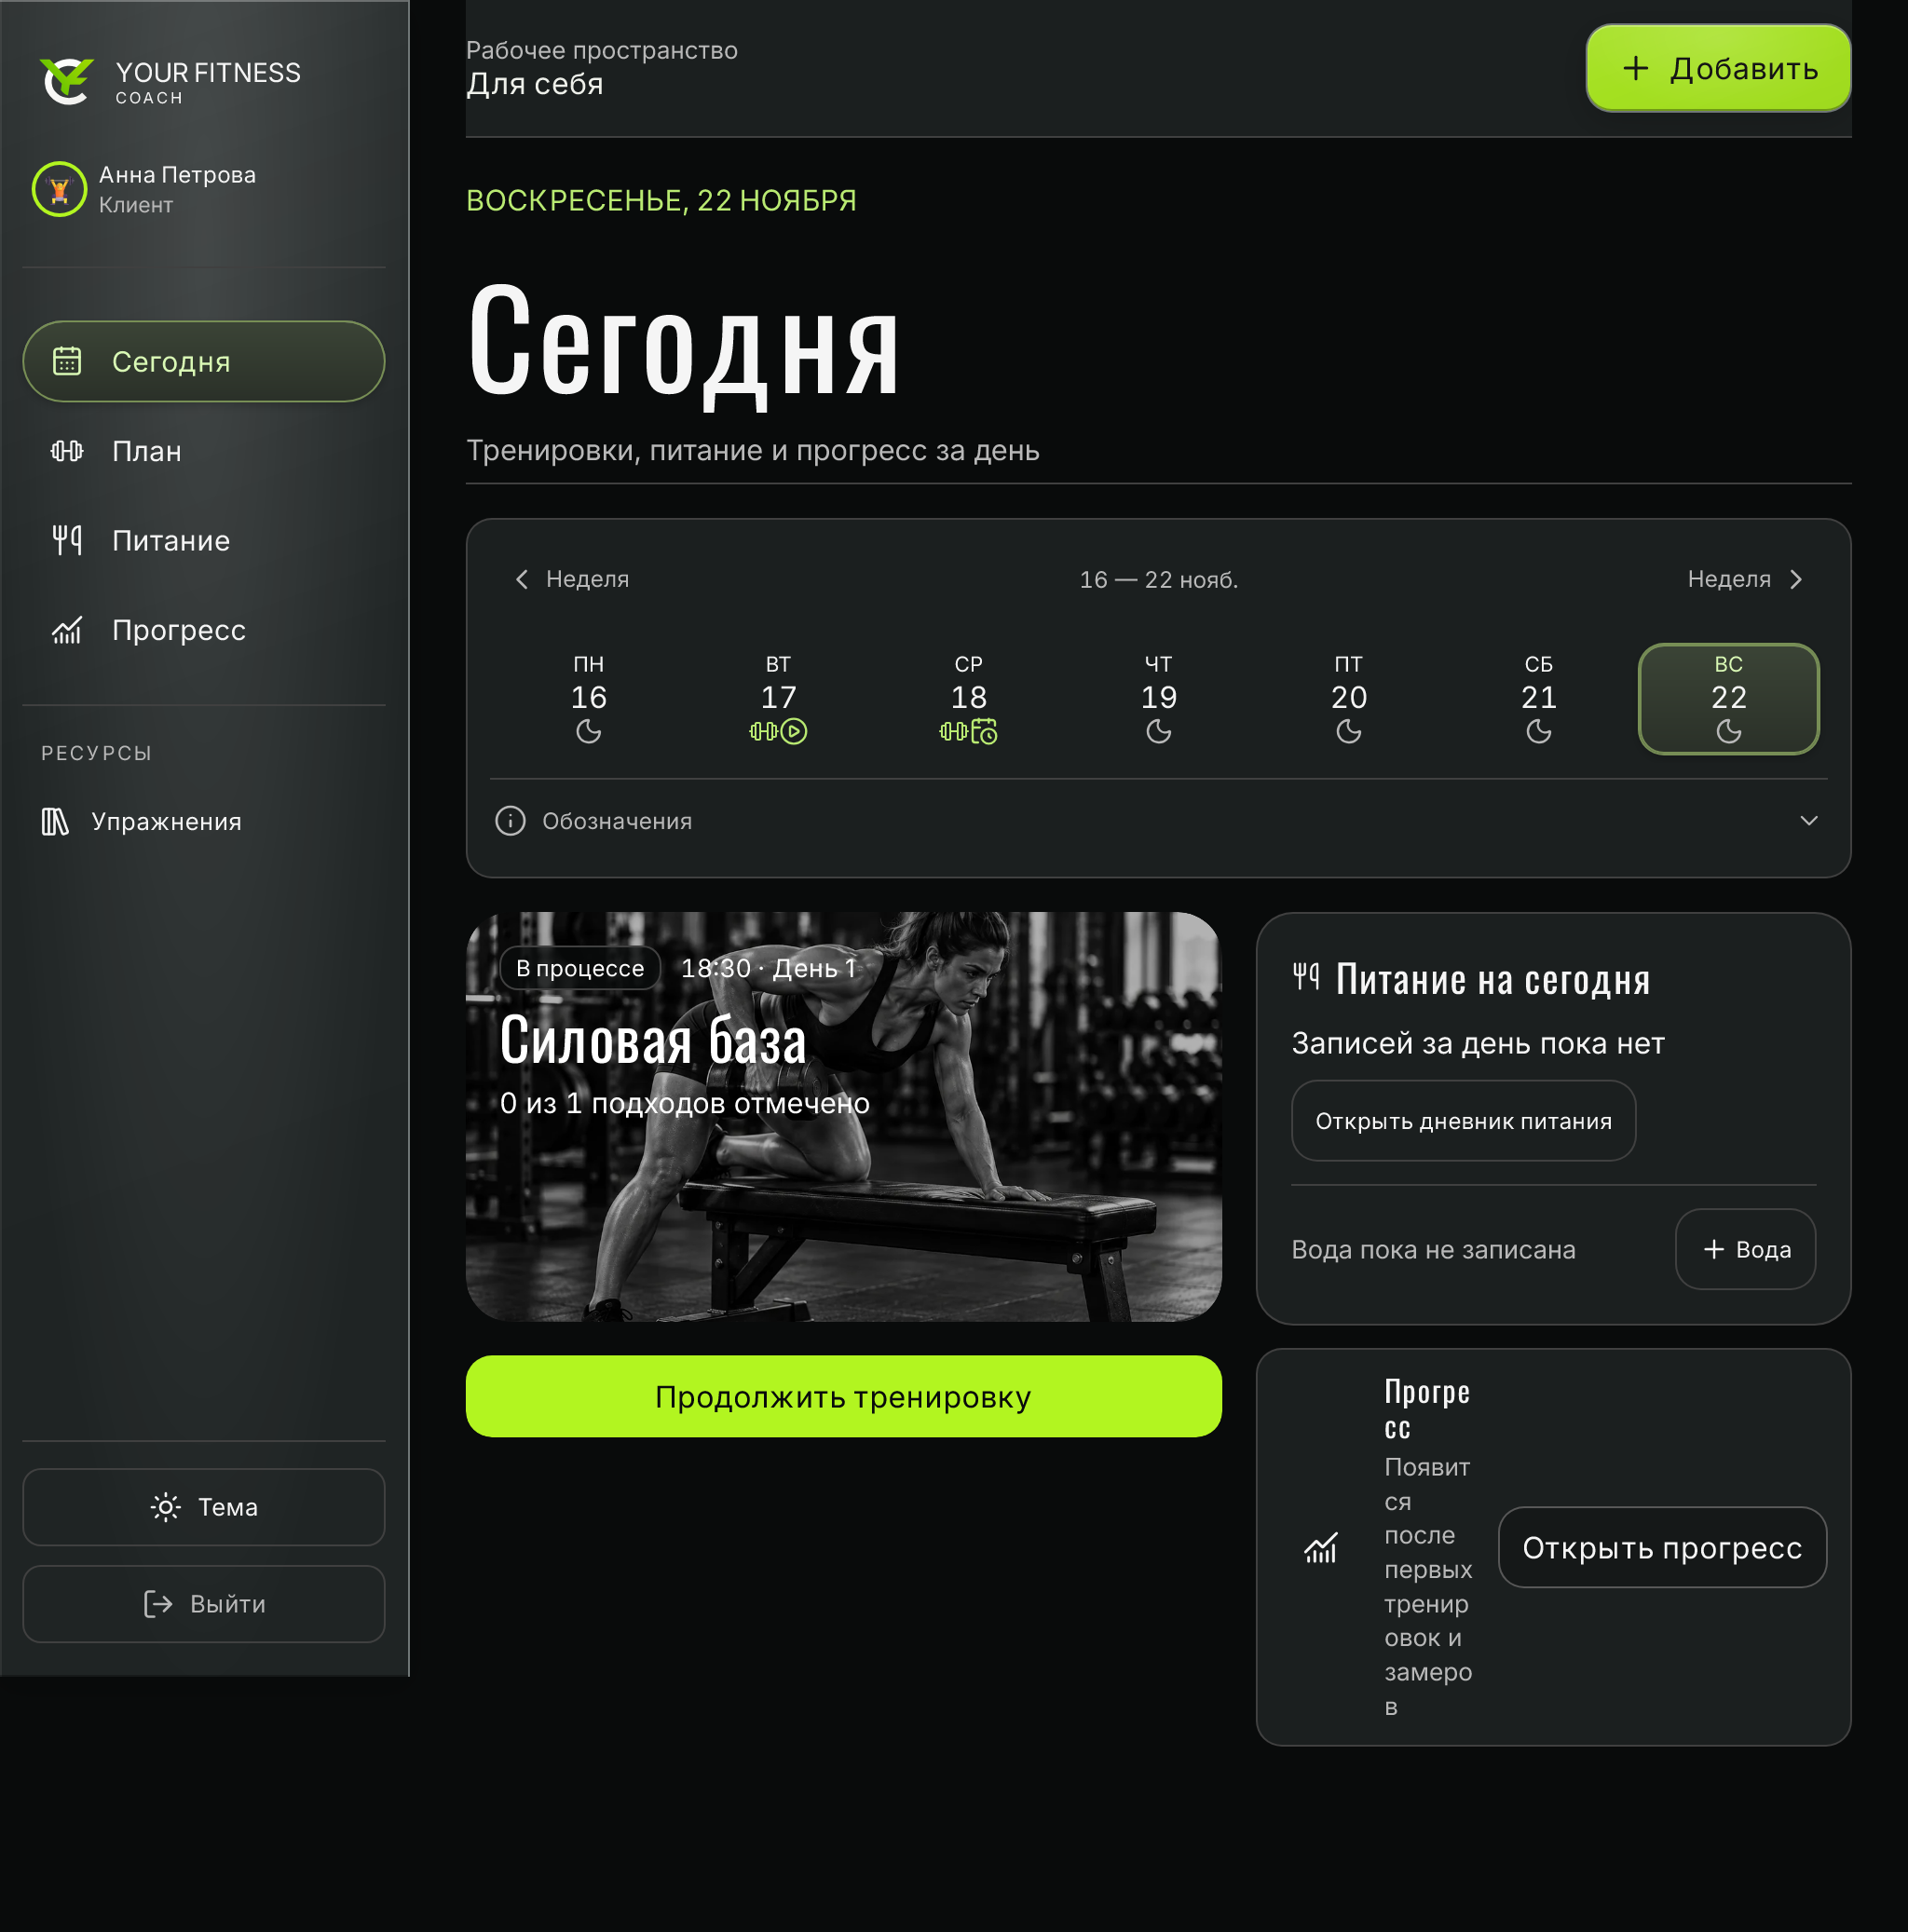 YOUR FITNESS
COACH
Анна Петрова
Клиент
Сегодня
План
Питание
Прогресс
РЕСУРСЫ
Упражнения
Тема
Выйти
Рабочее пространство
Для себя
Добавить
ВОСКРЕСЕНЬЕ, 22 НОЯБРЯ
Сегодня
Тренировки, питание и прогресс за день
Неделя
16 — 22 нояб.
Неделя
ПН ВТ СР ЧТ ПТ СБ ВС
16 17 18 19 20 21 22
Обозначения
В процессе 18:30 · День 1
Силовая база
0 из 1 подходов отмечено
Продолжить тренировку
Питание на сегодня
Записей за день пока нет
Открыть дневник питания
Вода пока не записана
Вода
Прогре
сс
Появит
ся
после
первых
тренир
овок и
замеро
в
Открыть прогресс